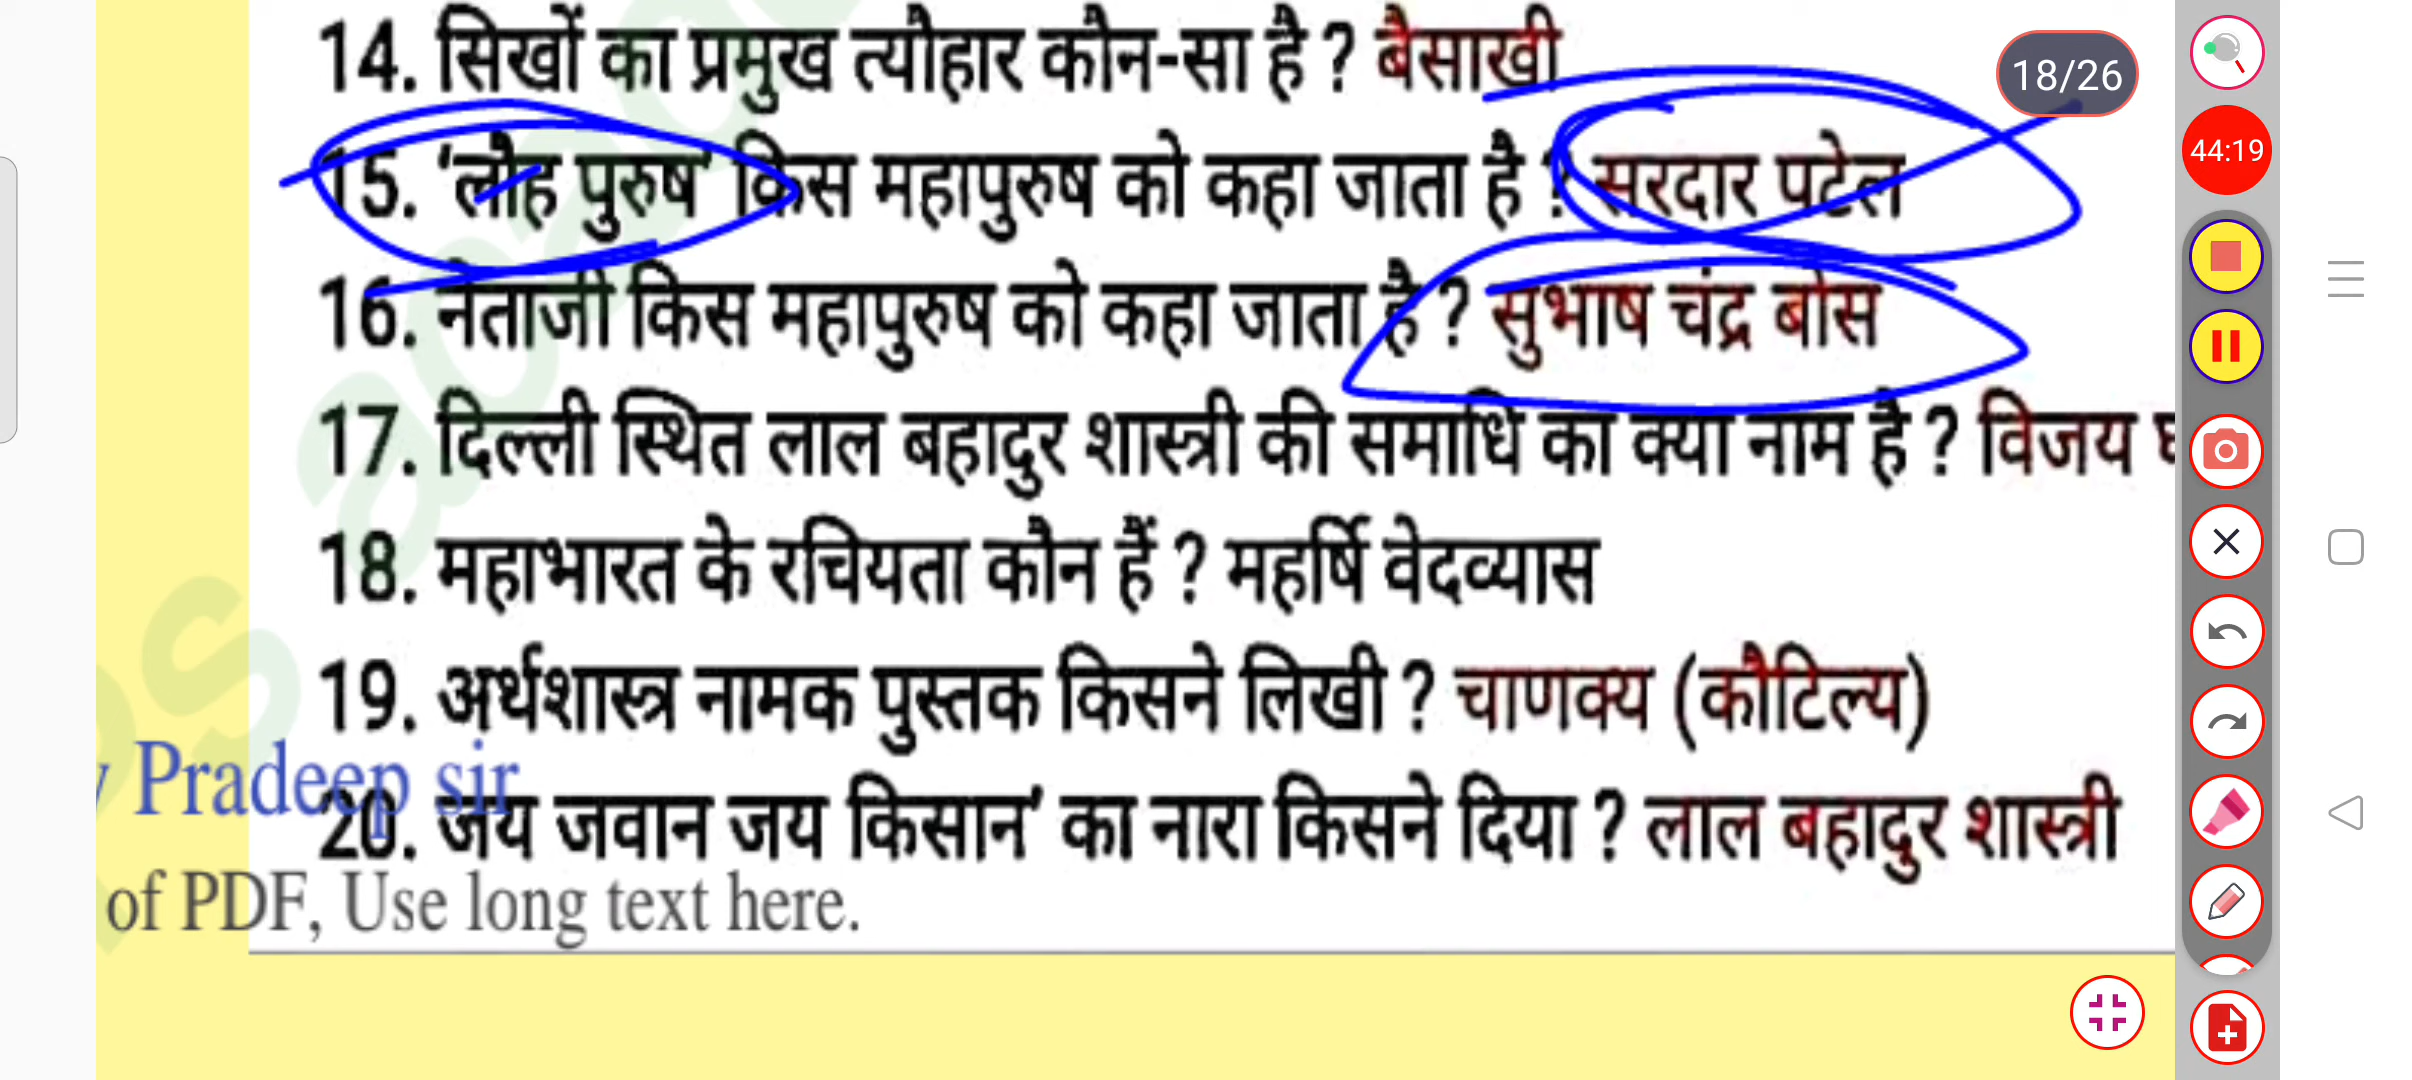 14. सिखों का प्रमुख त्यौहार कौन-सा है ? बैसाखी
18/26
44:19
15. 'लौह पुरुष' किस महापुरुष को कहा जाता है ? सरदार पटेल
16. नेताजी किस महापुरुष को कहा जाता है ? सुभाष चंद्र बोस
17. दिल्ली स्थित लाल बहादुर शास्त्री की समाधि का क्या नाम है ? विजय
18. महाभारत के रचियता कौन हैं ? महर्षि वेदव्यास
19. अर्थशास्त्र नामक पुस्तक किसने लिखी ? चाणक्य (कौटिल्य)
Pradeep sir
20. जय जवान जय किसान' का नारा किसने दिया ? लाल बहादुर शास्त्री
of PDF, Use long text here.